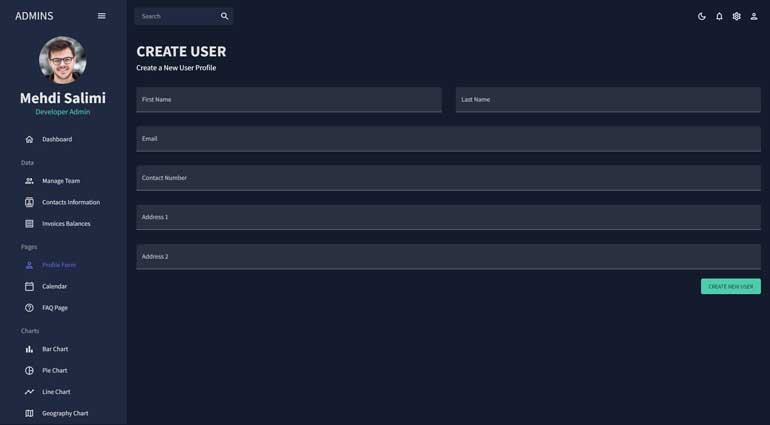 ADMINS
Mehdi Salimi
Developer Admin
Dashboard
Data
Manage Team
Contacts Information
Invoices Balances
Pages
Profile Form
Calendar
FAQ Page
Charts
Bar Chart
Pie Chart
Line Chart
Geography Chart
Search
CREATE USER
Create a New User Profile
First Name
Last Name
Email
Contact Number
Address 1
Address 2
CREATE NEW USER